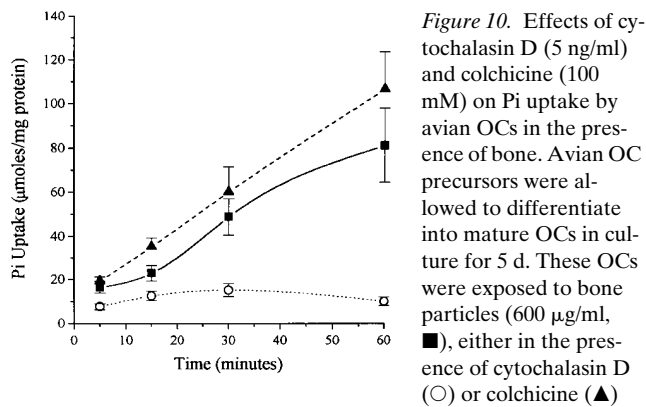 140
120
100
80
60
40
20
0
0 10 20 30 40 50 60
Pi Uptake (μmoles/mg protein)
Time (minutes)
Figure 10. Effects of cy-
tochalasin D (5 ng/ml)
and colchicine (100
mM) on Pi uptake by
avian OCs in the pres-
ence of bone. Avian OC
precursors were al-
lowed to differentiate
into mature OCs in cul-
ture for 5 d. These OCs
were exposed to bone
particles (600 μg/ml,
■), either in the pres-
ence of cytochalasin D
(○) or colchicine (▲)